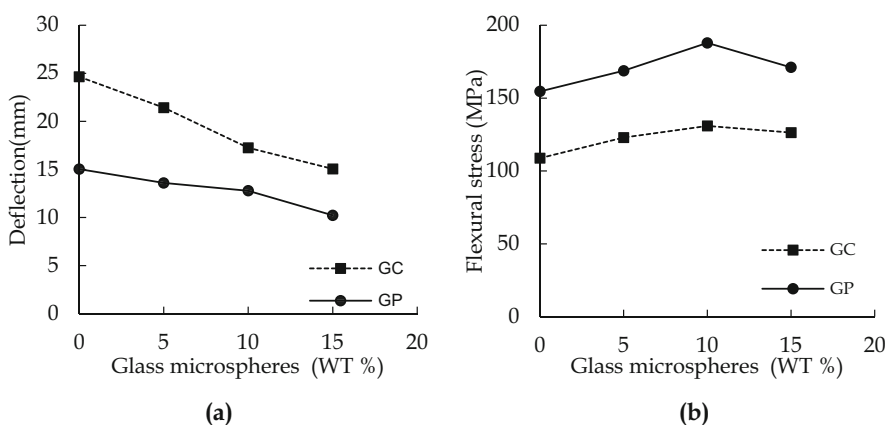 30
25
20
15
10
5
0
Deflection(mm)
GC
GP
0 5 10 15 20
Glass microspheres (WT %)
(a)
200
150
100
50
0
Flexural stress (MPa)
GC
GP
0 5 10 15 20
Glass microspheres (WT %)
(b)